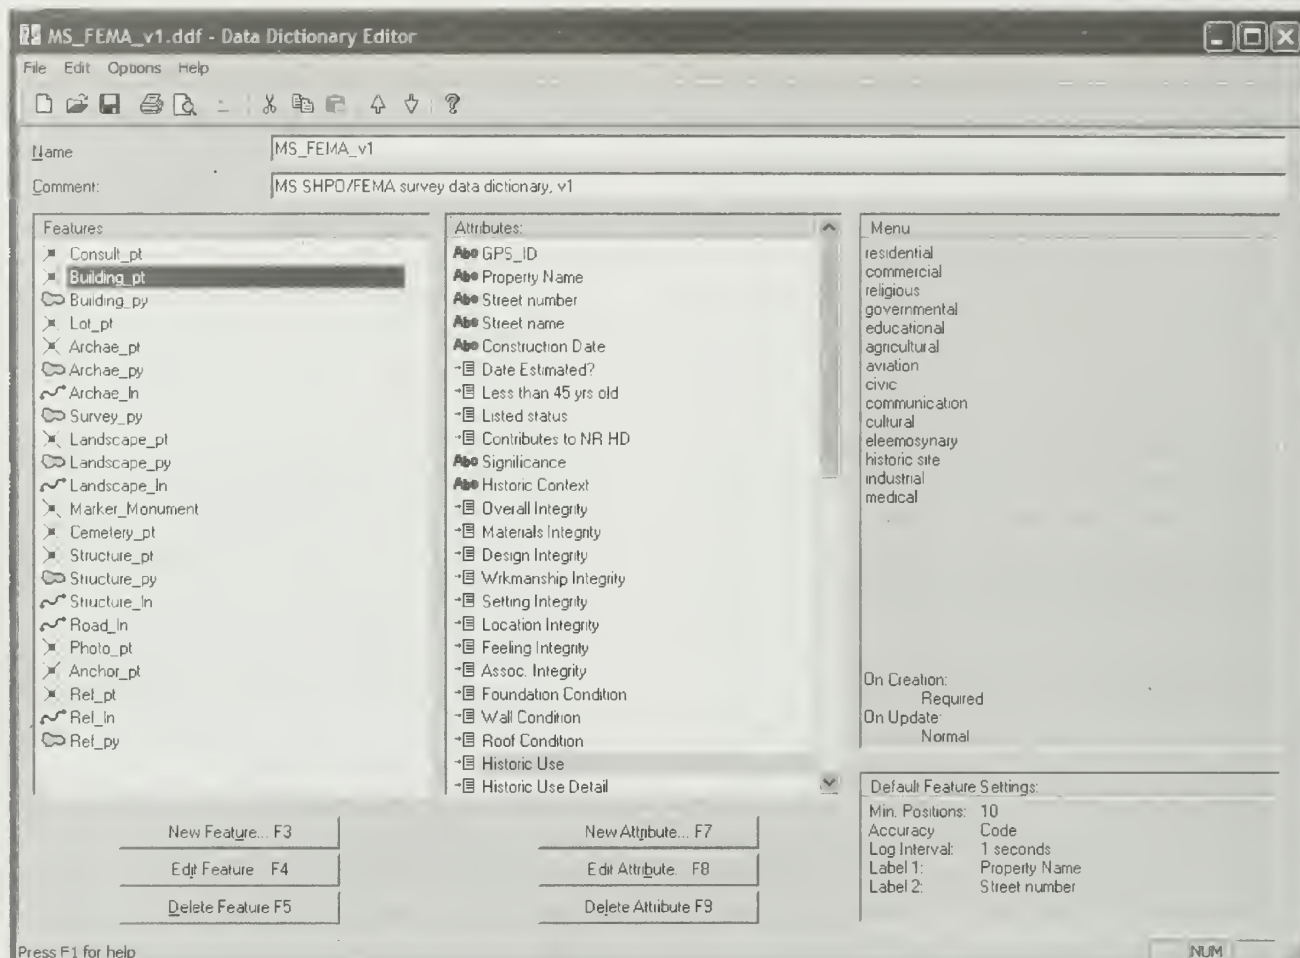 MS_FEMA_v1.ddf - Data Dictionary Editor
File Edit Options Help
Name MS_FEMA_v1
Comment: MS SHPO/FEMA survey data dictionary, v1
Features
Consult_pt
Building_pt
Building_py
Lot_pt
Archae_pt
Archae_py
Archae_ln
Survey_py
Landscape_pt
Landscape_py
Landscape_ln
Marker_Monument
Cemetery_pt
Structure_pt
Structure_py
Structure_ln
Road_ln
Photo_pt
Anchor_pt
Ref_pt
Ref_ln
Ref_py
New Feature... F3
Edit Feature F4
Delete Feature F5
Attributes:
Abc GPS_ID
Abc Property Name
Abc Street number
Abc Street name
Abc Construction Date
Date Estimated?
Less than 45 yrs old
Listed status
Contributes to NR HD
Abc Significance
Abc Historic Context
Overall Integrity
Materials Integrity
Design Integrity
Wrkmanship Integrity
Setting Integrity
Location Integrity
Feeling Integrity
Assoc. Integrity
Foundation Condition
Wall Condition
Roof Condition
Historic Use
Historic Use Detail
New Attribute... F7
Edit Attribute. F8
Delete Attribute F9
Menu
residential
commercial
religious
governmental
educational
agricultural
aviation
civic
communication
cultural
eleemosynary
historic site
industrial
medical
On Creation:
Required
On Update:
Normal
Default Feature Settings:
Min. Positions: 10
Accuracy Code
Log Interval: 1 seconds
Label 1: Property Name
Label 2: Street number
Press F1 for help
NUM